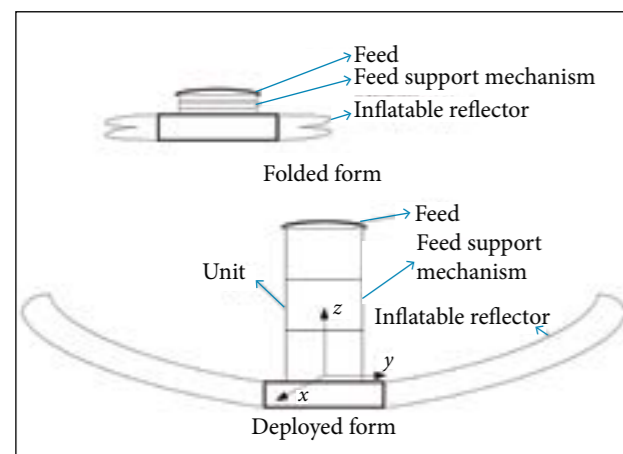 Feed
Feed support mechanism
Inflatable reflector
Folded form
Feed
Feed support
mechanism
Unit
z
Inflatable reflector
y
x
Deployed form